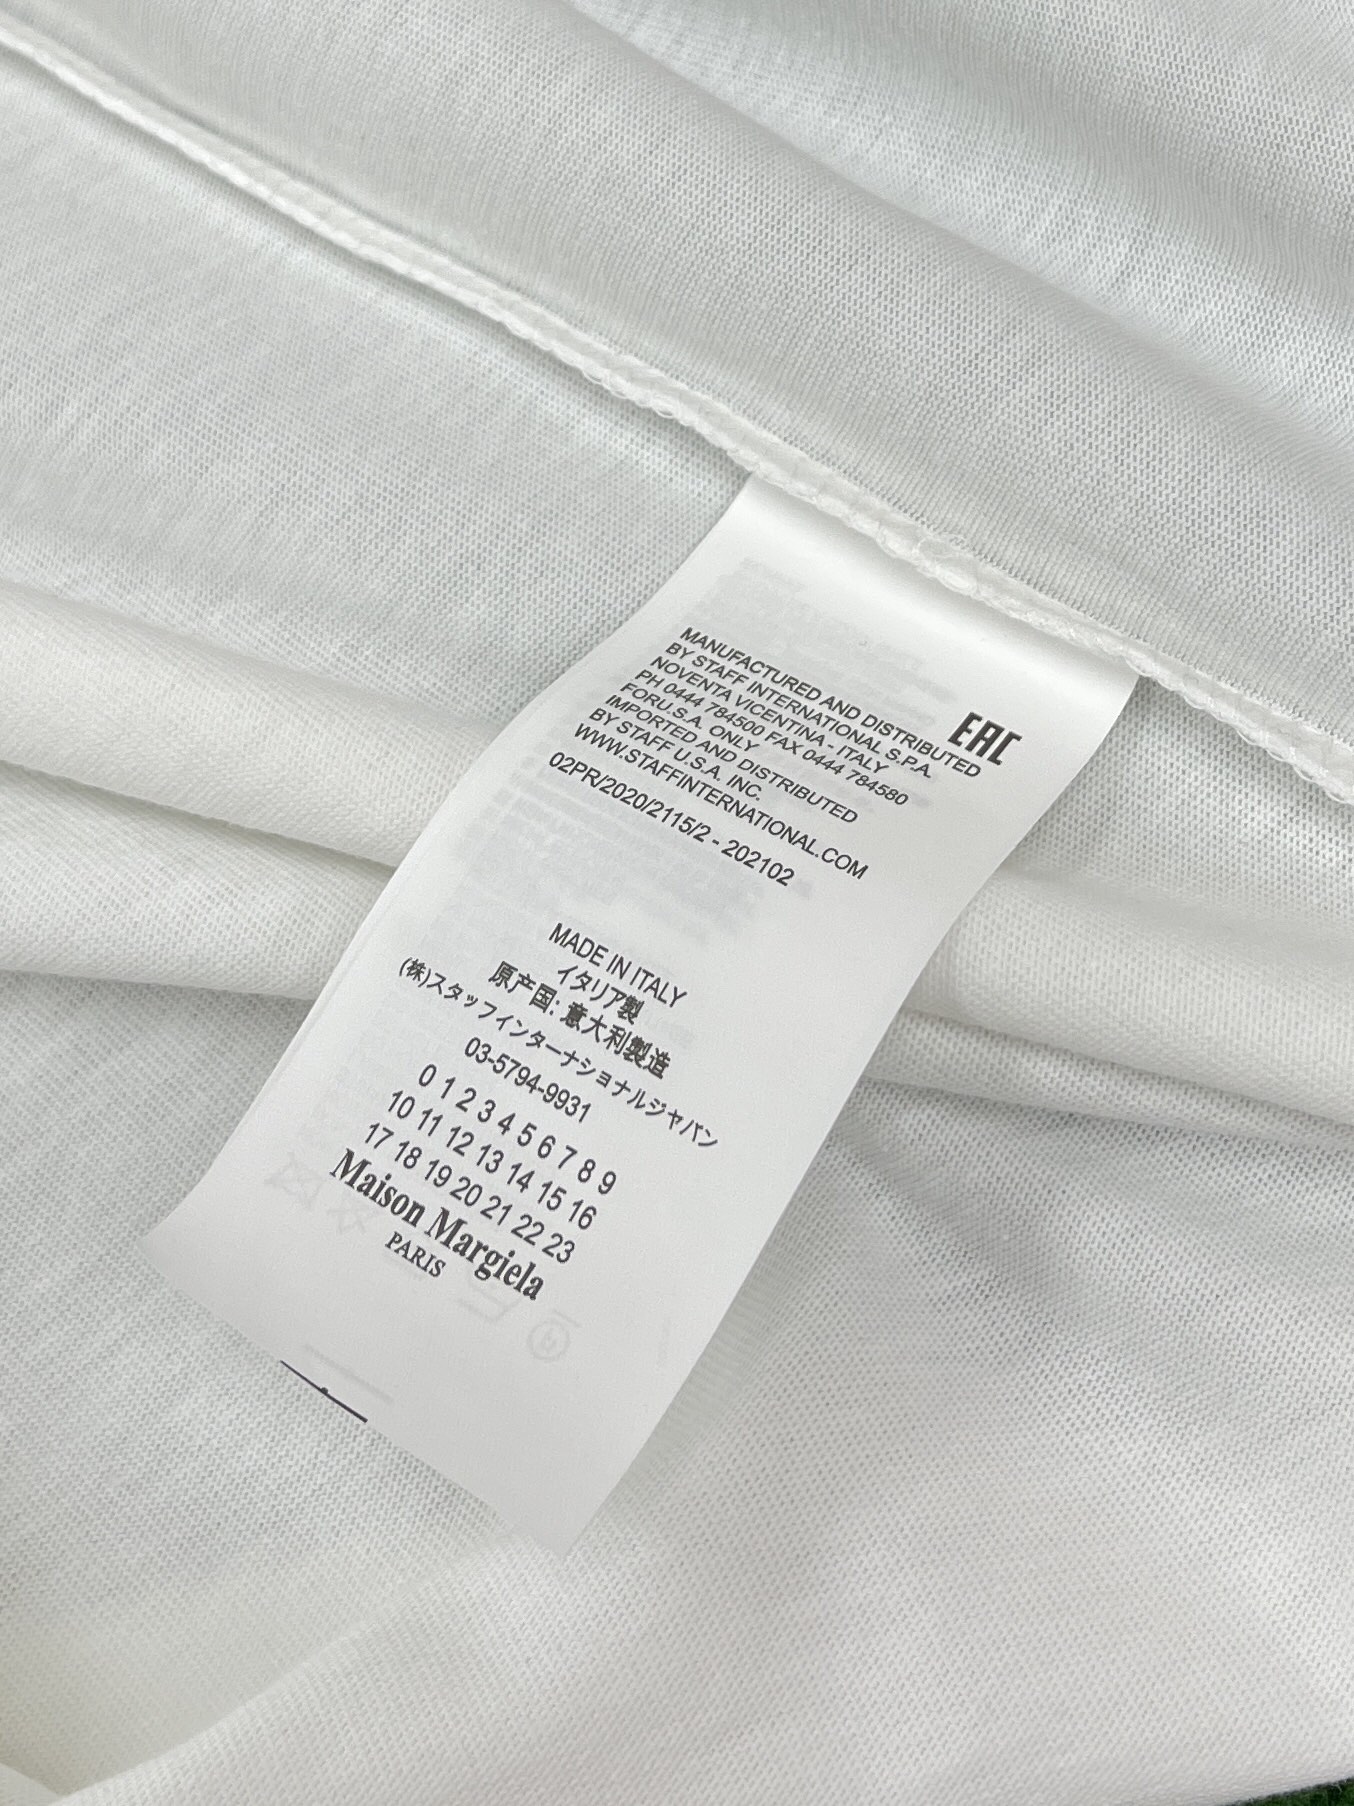 MANUFACTURED AND DISTRIBUTED
BY STAFF INTERNATIONAL S.P.A.
NOVENTA VICENTINA - ITALY
PH 0444 784500 FAX 0444 784580
FORU.S.A. ONLY
IMPORTED AND DISTRIBUTED
BY STAFF U.S.A. INC.
WWW.STAFFINTERNATIONAL.COM
02PR/2020/2115/2 - 202102
EAC
MADE IN ITALY
イタリア製
原产国: 意大利製造
(株)スタッフインターナショナルジャパン
03-5794-9931
0 1 2 3 4 5 6 7 8 9
10 11 12 13 14 15 16
17 18 19 20 21 22 23
Maison Margiela
PARIS